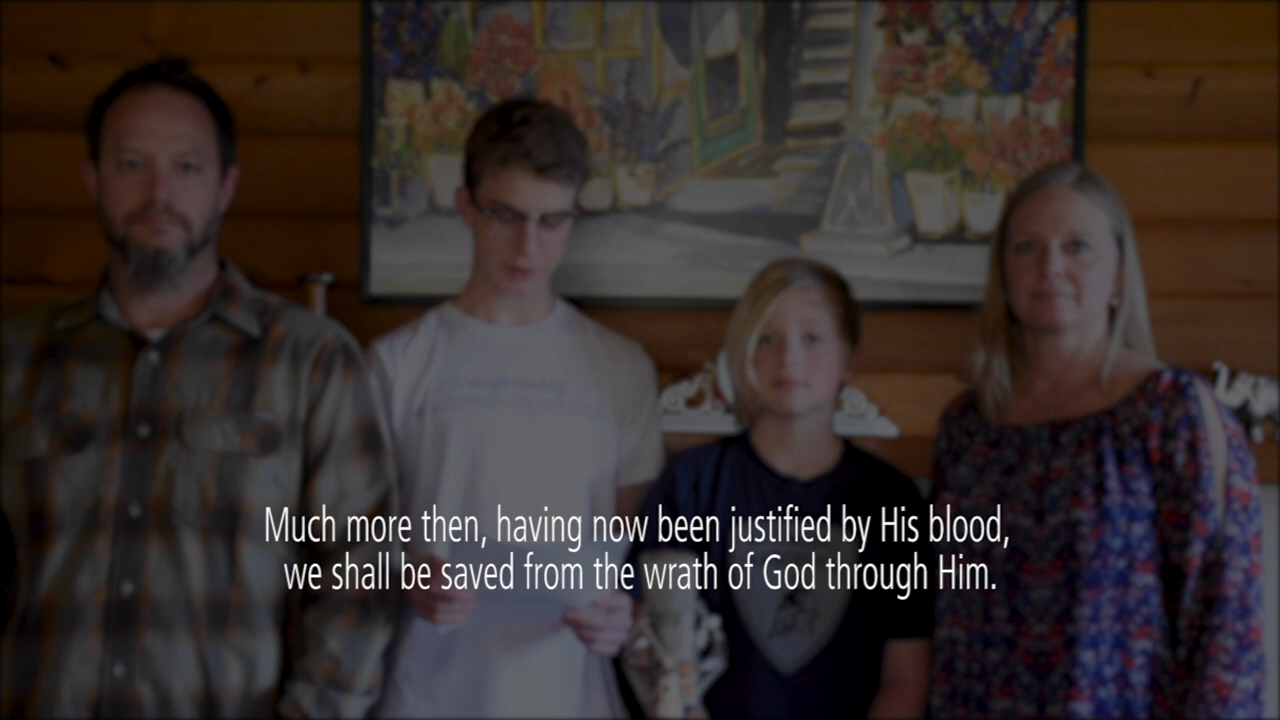 Much more then, having now been justified by His blood,
we shall be saved from the wrath of God through Him.